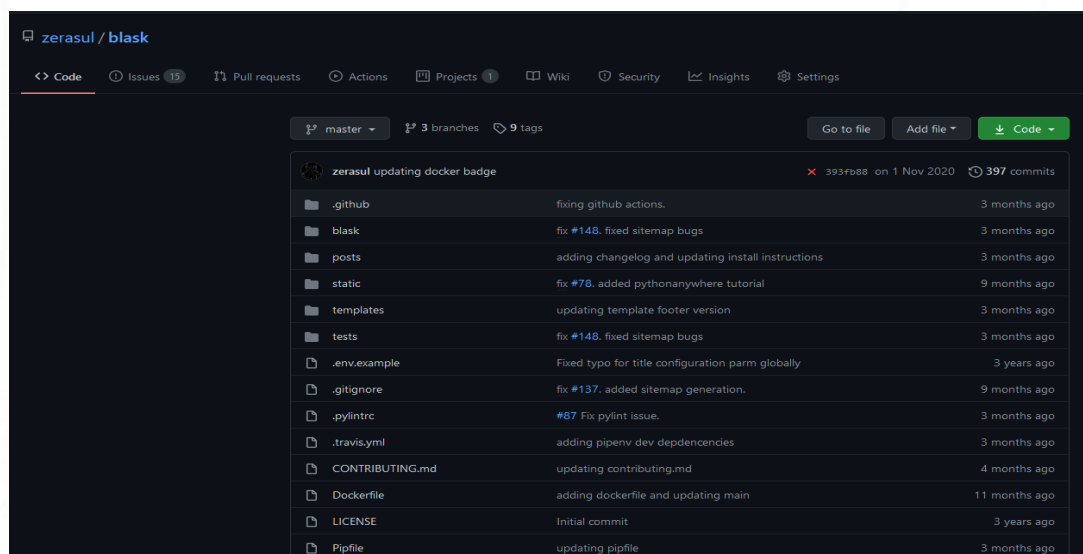 zerasul / blask
<> Code Issues 15 Pull requests Actions Projects 1 Wiki Security Insights Settings
master 3 branches 9 tags Go to file Add file Code
zerasul updating docker badge 393fb88 on 1 Nov 2020 397 commits
.github fixing github actions. 3 months ago
blask fix #148. fixed sitemap bugs 3 months ago
posts adding changelog and updating install instructions 3 months ago
static fix #78. added pythonanywhere tutorial 9 months ago
templates updating template footer version 3 months ago
tests fix #148. fixed sitemap bugs 3 months ago
.env.example Fixed typo for title configuration parm globally 3 years ago
.gitignore fix #137. added sitemap generation. 9 months ago
.pylintrc #87 Fix pylint issue. 3 months ago
.travis.yml adding pipenv dev depdencencies 3 months ago
CONTRIBUTING.md updating contributing.md 4 months ago
Dockerfile adding dockerfile and updating main 11 months ago
LICENSE Initial commit 3 years ago
Pipfile updating pipfile 3 months ago